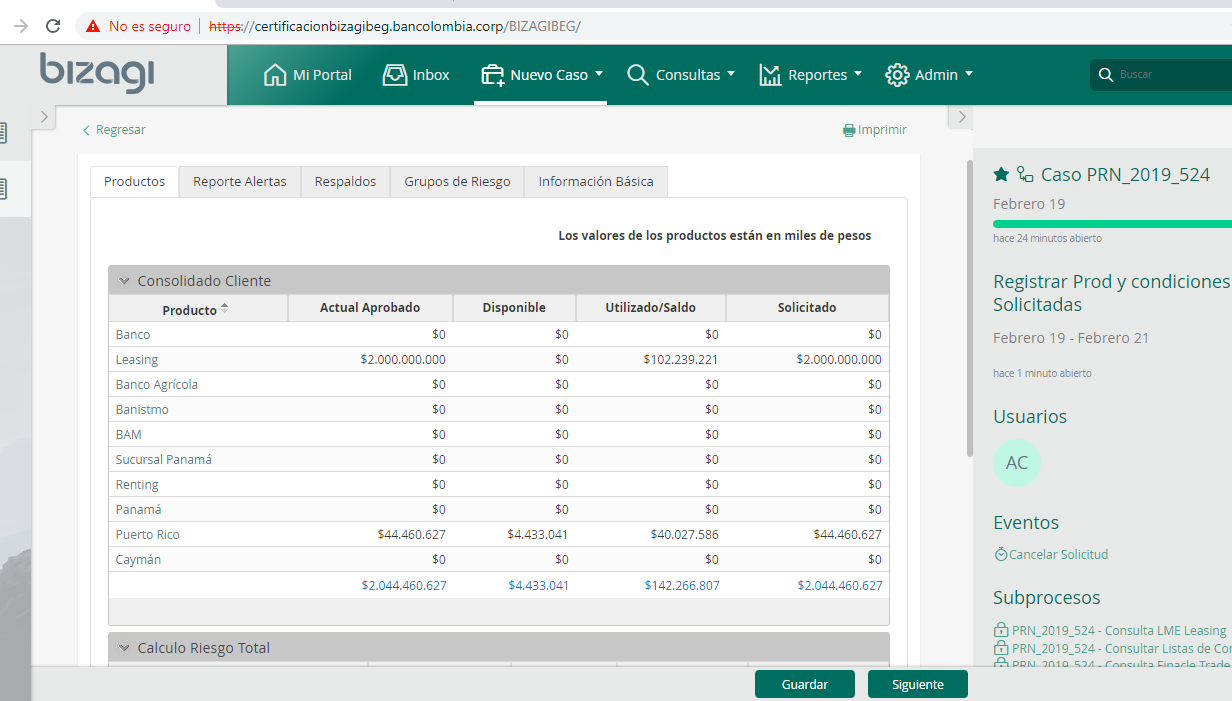 No es seguro | https://certificacionbizagibeg.bancolombia.corp/BIZAGIBEG/
bizagi
Mi Portal Inbox Nuevo Caso Consultas Reportes Admin Buscar
Regresar Imprimir
Productos Reporte Alertas Respaldos Grupos de Riesgo Información Básica
Los valores de los productos están en miles de pesos
Consolidado Cliente
Producto Actual Aprobado Disponible Utilizado/Saldo Solicitado
Banco $0 $0 $0 $0
Leasing $2.000.000.000 $0 $102.239.221 $2.000.000.000
Banco Agrícola $0 $0 $0 $0
Banistmo $0 $0 $0 $0
BAM $0 $0 $0 $0
Sucursal Panamá $0 $0 $0 $0
Renting $0 $0 $0 $0
Panamá $0 $0 $0 $0
Puerto Rico $44.460.627 $4.433.041 $40.027.586 $44.460.627
Caymán $0 $0 $0 $0
$2.044.460.627 $4.433.041 $142.266.807 $2.044.460.627
Calculo Riesgo Total
Guardar Siguiente
Caso PRN_2019_524
Febrero 19
hace 24 minutos abierto
Registrar Prod y condiciones
Solicitadas
Febrero 19 - Febrero 21
hace 1 minuto abierto
Usuarios
AC
Eventos
Cancelar Solicitud
Subprocesos
PRN_2019_524 - Consulta LME Leasing
PRN_2019_524 - Consultar Listas de Con
PRN_2019_524 - Consulta Finacle Trade